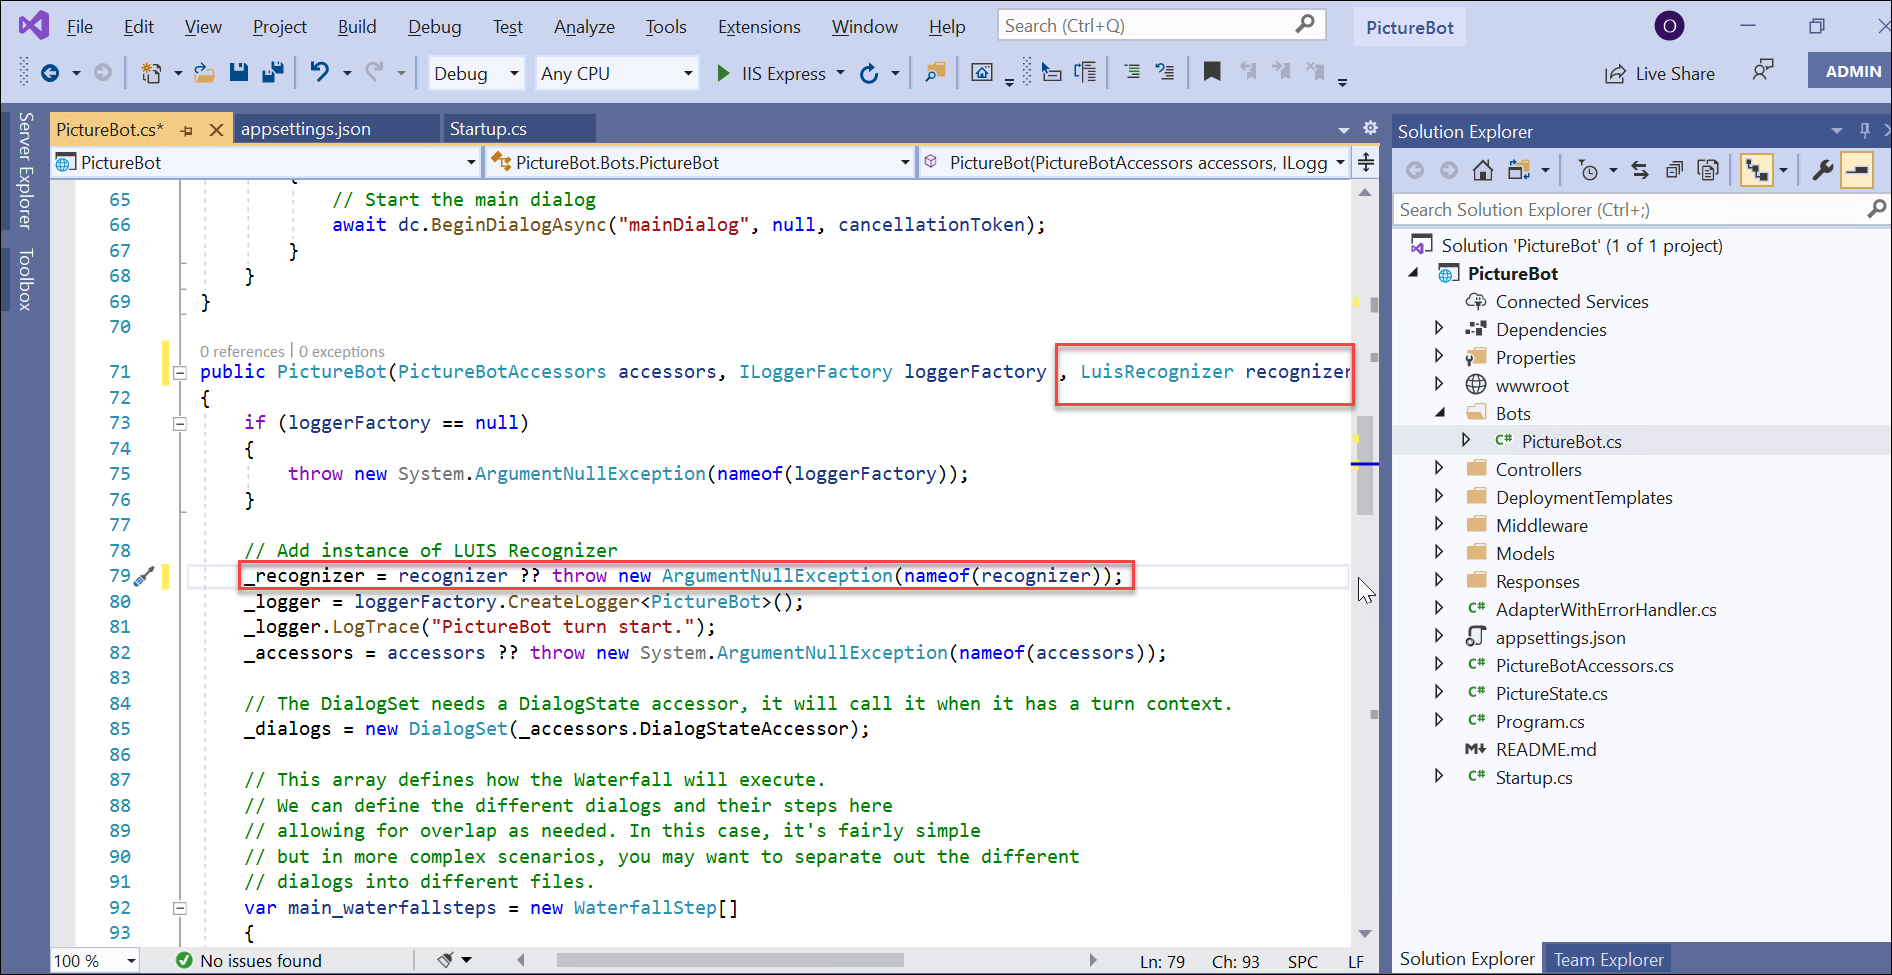 File Edit View Project Build Debug Test Analyze Tools Extensions Window Help Search (Ctrl+Q) PictureBot O
Debug Any CPU IIS Express Live Share ADMIN
Server Explorer
Toolbox
PictureBot.cs* appsettings.json Startup.cs
PictureBot PictureBot.Bots.PictureBot PictureBot(PictureBotAccessors accessors, ILogg
65 // Start the main dialog
66 await dc.BeginDialogAsync("mainDialog", null, cancellationToken);
67 }
68 }
69 }
70
0 references | 0 exceptions
71 public PictureBot(PictureBotAccessors accessors, ILoggerFactory loggerFactory , LuisRecognizer recognizer
72 {
73 if (loggerFactory == null)
74 {
75 throw new System.ArgumentNullException(nameof(loggerFactory));
76 }
77
78 // Add instance of LUIS Recognizer
79 _recognizer = recognizer ?? throw new ArgumentNullException(nameof(recognizer));
80 _logger = loggerFactory.CreateLogger<PictureBot>();
81 _logger.LogTrace("PictureBot turn start.");
82 _accessors = accessors ?? throw new System.ArgumentNullException(nameof(accessors));
83
84 // The DialogSet needs a DialogState accessor, it will call it when it has a turn context.
85 _dialogs = new DialogSet(_accessors.DialogStateAccessor);
86
87 // This array defines how the Waterfall will execute.
88 // We can define the different dialogs and their steps here
89 // allowing for overlap as needed. In this case, it's fairly simple
90 // but in more complex scenarios, you may want to separate out the different
91 // dialogs into different files.
92 var main_waterfallsteps = new WaterfallStep[]
93 {
100 % No issues found Ln: 79 Ch: 93 SPC LF
Solution Explorer
Search Solution Explorer (Ctrl+;)
Solution 'PictureBot' (1 of 1 project)
PictureBot
Connected Services
Dependencies
Properties
wwwroot
Bots
C# PictureBot.cs
Controllers
DeploymentTemplates
Middleware
Models
Responses
C# AdapterWithErrorHandler.cs
appsettings.json
C# PictureBotAccessors.cs
C# PictureState.cs
C# Program.cs
M↓ README.md
C# Startup.cs
Solution Explorer Team Explorer